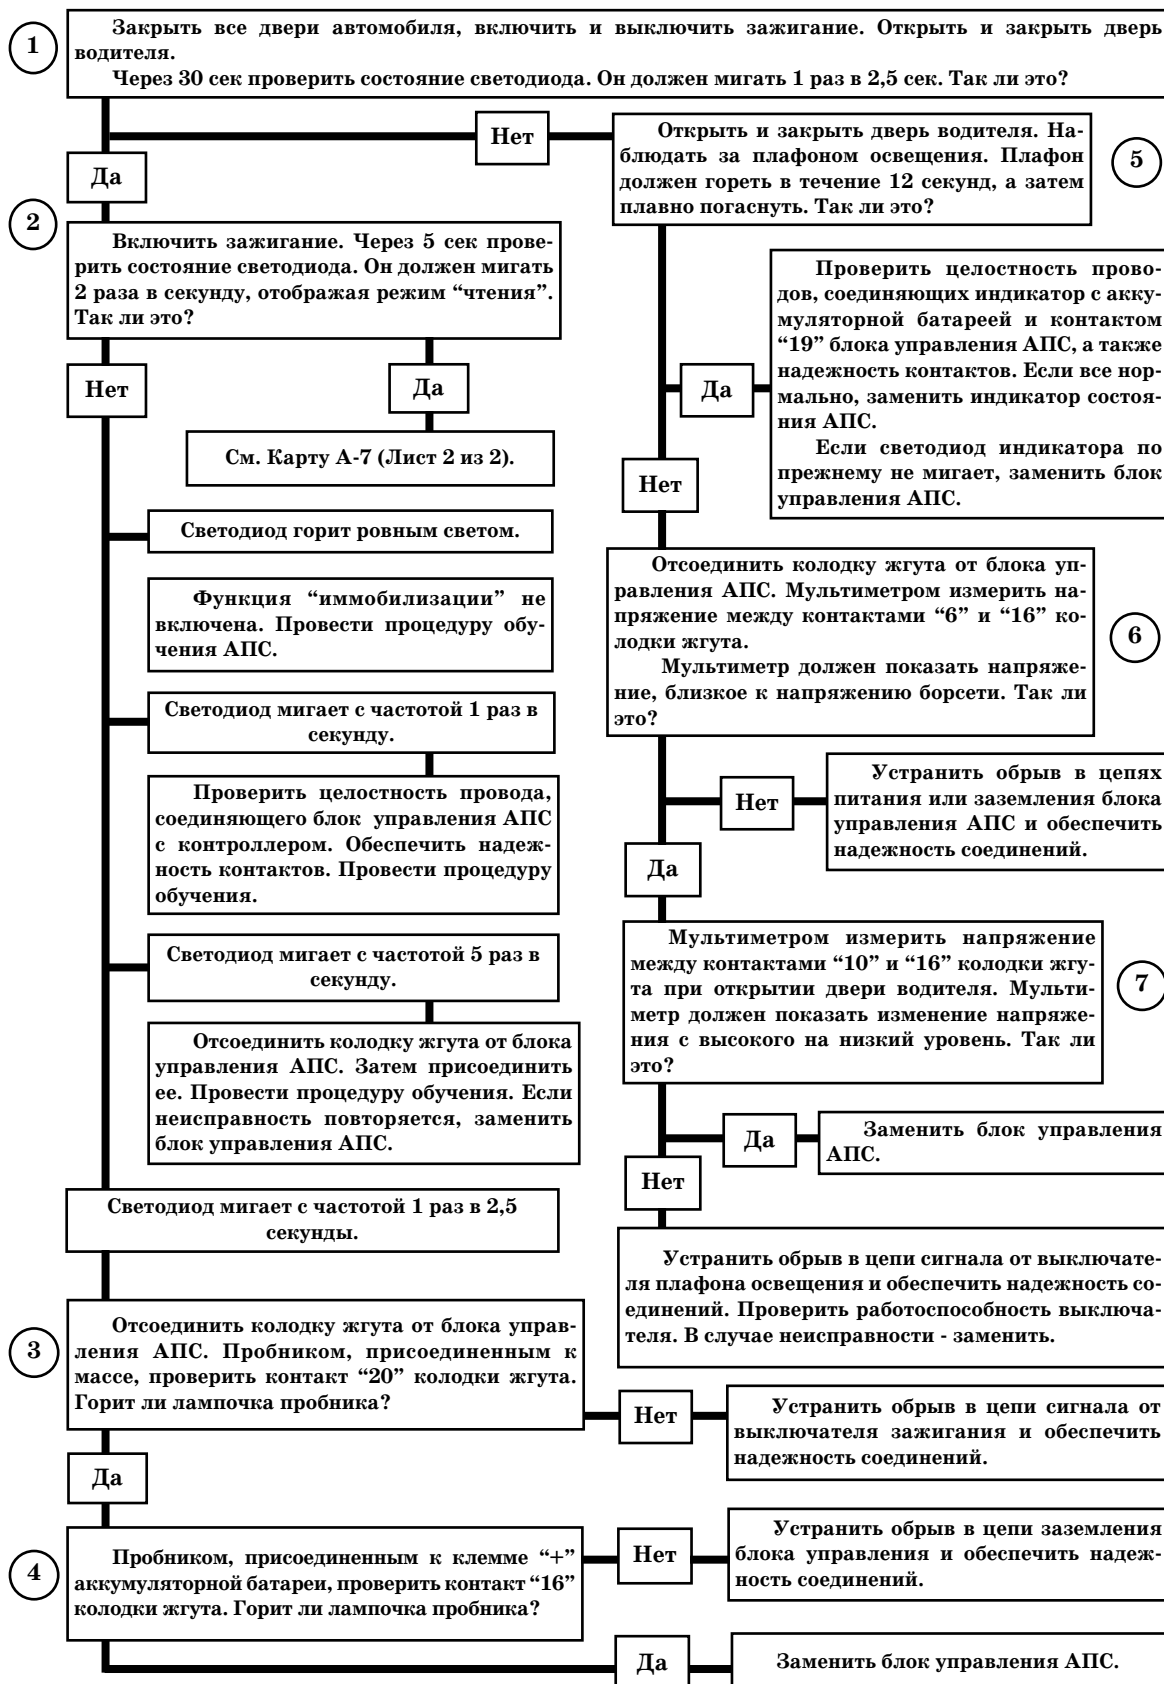 1
Закрыть все двери автомобиля, включить и выключить зажигание. Открыть и закрыть дверь
водителя.
Через 30 сек проверить состояние светодиода. Он должен мигать 1 раз в 2,5 сек. Так ли это?
Нет
Да
5
Открыть и закрыть дверь водителя. На-
блюдать за плафоном освещения. Плафон
должен гореть в течение 12 секунд, а затем
плавно погаснуть. Так ли это?
2
Включить зажигание. Через 5 сек прове-
рить состояние светодиода. Он должен мигать
2 раза в секунду, отображая режим “чтения”.
Так ли это?
Проверить целостность прово-
дов, соединяющих индикатор с акку-
муляторной батареей и контактом
“19” блока управления АПС, а также
надежность контактов. Если все нор-
мально, заменить индикатор состоя-
ния АПС.
Если светодиод индикатора по
прежнему не мигает, заменить блок
управления АПС.
Нет
Да
Да
См. Карту А-7 (Лист 2 из 2).
Нет
Светодиод горит ровным светом.
Функция “иммобилизации” не
включена. Провести процедуру обу-
чения АПС.
6
Отсоединить колодку жгута от блока уп-
равления АПС. Мультиметром измерить на-
пряжение между контактами “6” и “16” ко-
лодки жгута.
Мультиметр должен показать напряже-
ние, близкое к напряжению борсети. Так ли
это?
Светодиод мигает с частотой 1 раз в
секунду.
Проверить целостность провода,
соединяющего блок управления АПС
с контроллером. Обеспечить надеж-
ность контактов. Провести процедуру
обучения.
Нет
Устранить обрыв в цепях
питания или заземления блока
управления АПС и обеспечить
надежность соединений.
Да
Светодиод мигает с частотой 5 раз в
секунду.
7
Мультиметром измерить напряжение
между контактами “10” и “16” колодки жгу-
та при открытии двери водителя. Мульти-
метр должен показать изменение напряже-
ния с высокого на низкий уровень. Так ли
это?
Отсоединить колодку жгута от блока
управления АПС. Затем присоединить
ее. Провести процедуру обучения. Если
неисправность повторяется, заменить
блок управления АПС.
Да
Заменить блок управления
АПС.
Нет
Светодиод мигает с частотой 1 раз в 2,5
секунды.
Устранить обрыв в цепи сигнала от выключате-
ля плафона освещения и обеспечить надежность со-
единений. Проверить работоспособность выключа-
теля. В случае неисправности - заменить.
3
Отсоединить колодку жгута от блока управ-
ления АПС. Пробником, присоединенным к
массе, проверить контакт “20” колодки жгута.
Горит ли лампочка пробника?
Нет
Устранить обрыв в цепи сигнала от
выключателя зажигания и обеспечить
надежность соединений.
Да
4
Пробником, присоединенным к клемме “+”
аккумуляторной батареи, проверить контакт “16”
колодки жгута. Горит ли лампочка пробника?
Нет
Устранить обрыв в цепи заземления
блока управления и обеспечить надеж-
ность соединений.
Да
Заменить блок управления АПС.